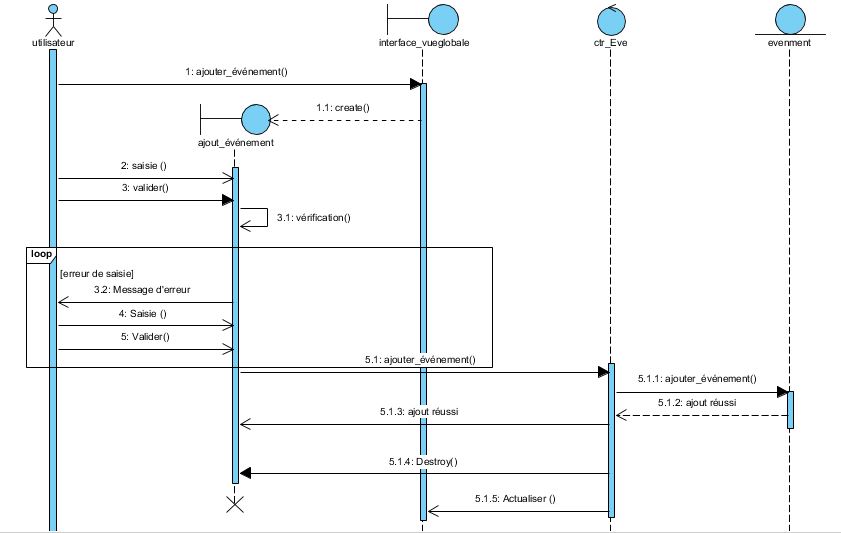 utilisateur
interface_vueglobale
ctr_Eve
evenment
1: ajouter_événement()
1.1: create()
ajout_événement
2: saisie ()
3: valider()
3.1: vérification()
loop
[erreur de saisie]
3.2: Message d'erreur
4: Saisie ()
5: Valider()
5.1: ajouter_événement()
5.1.1: ajouter_événement()
5.1.2: ajout réussi
5.1.3: ajout réussi
5.1.4: Destroy()
5.1.5: Actualiser ()